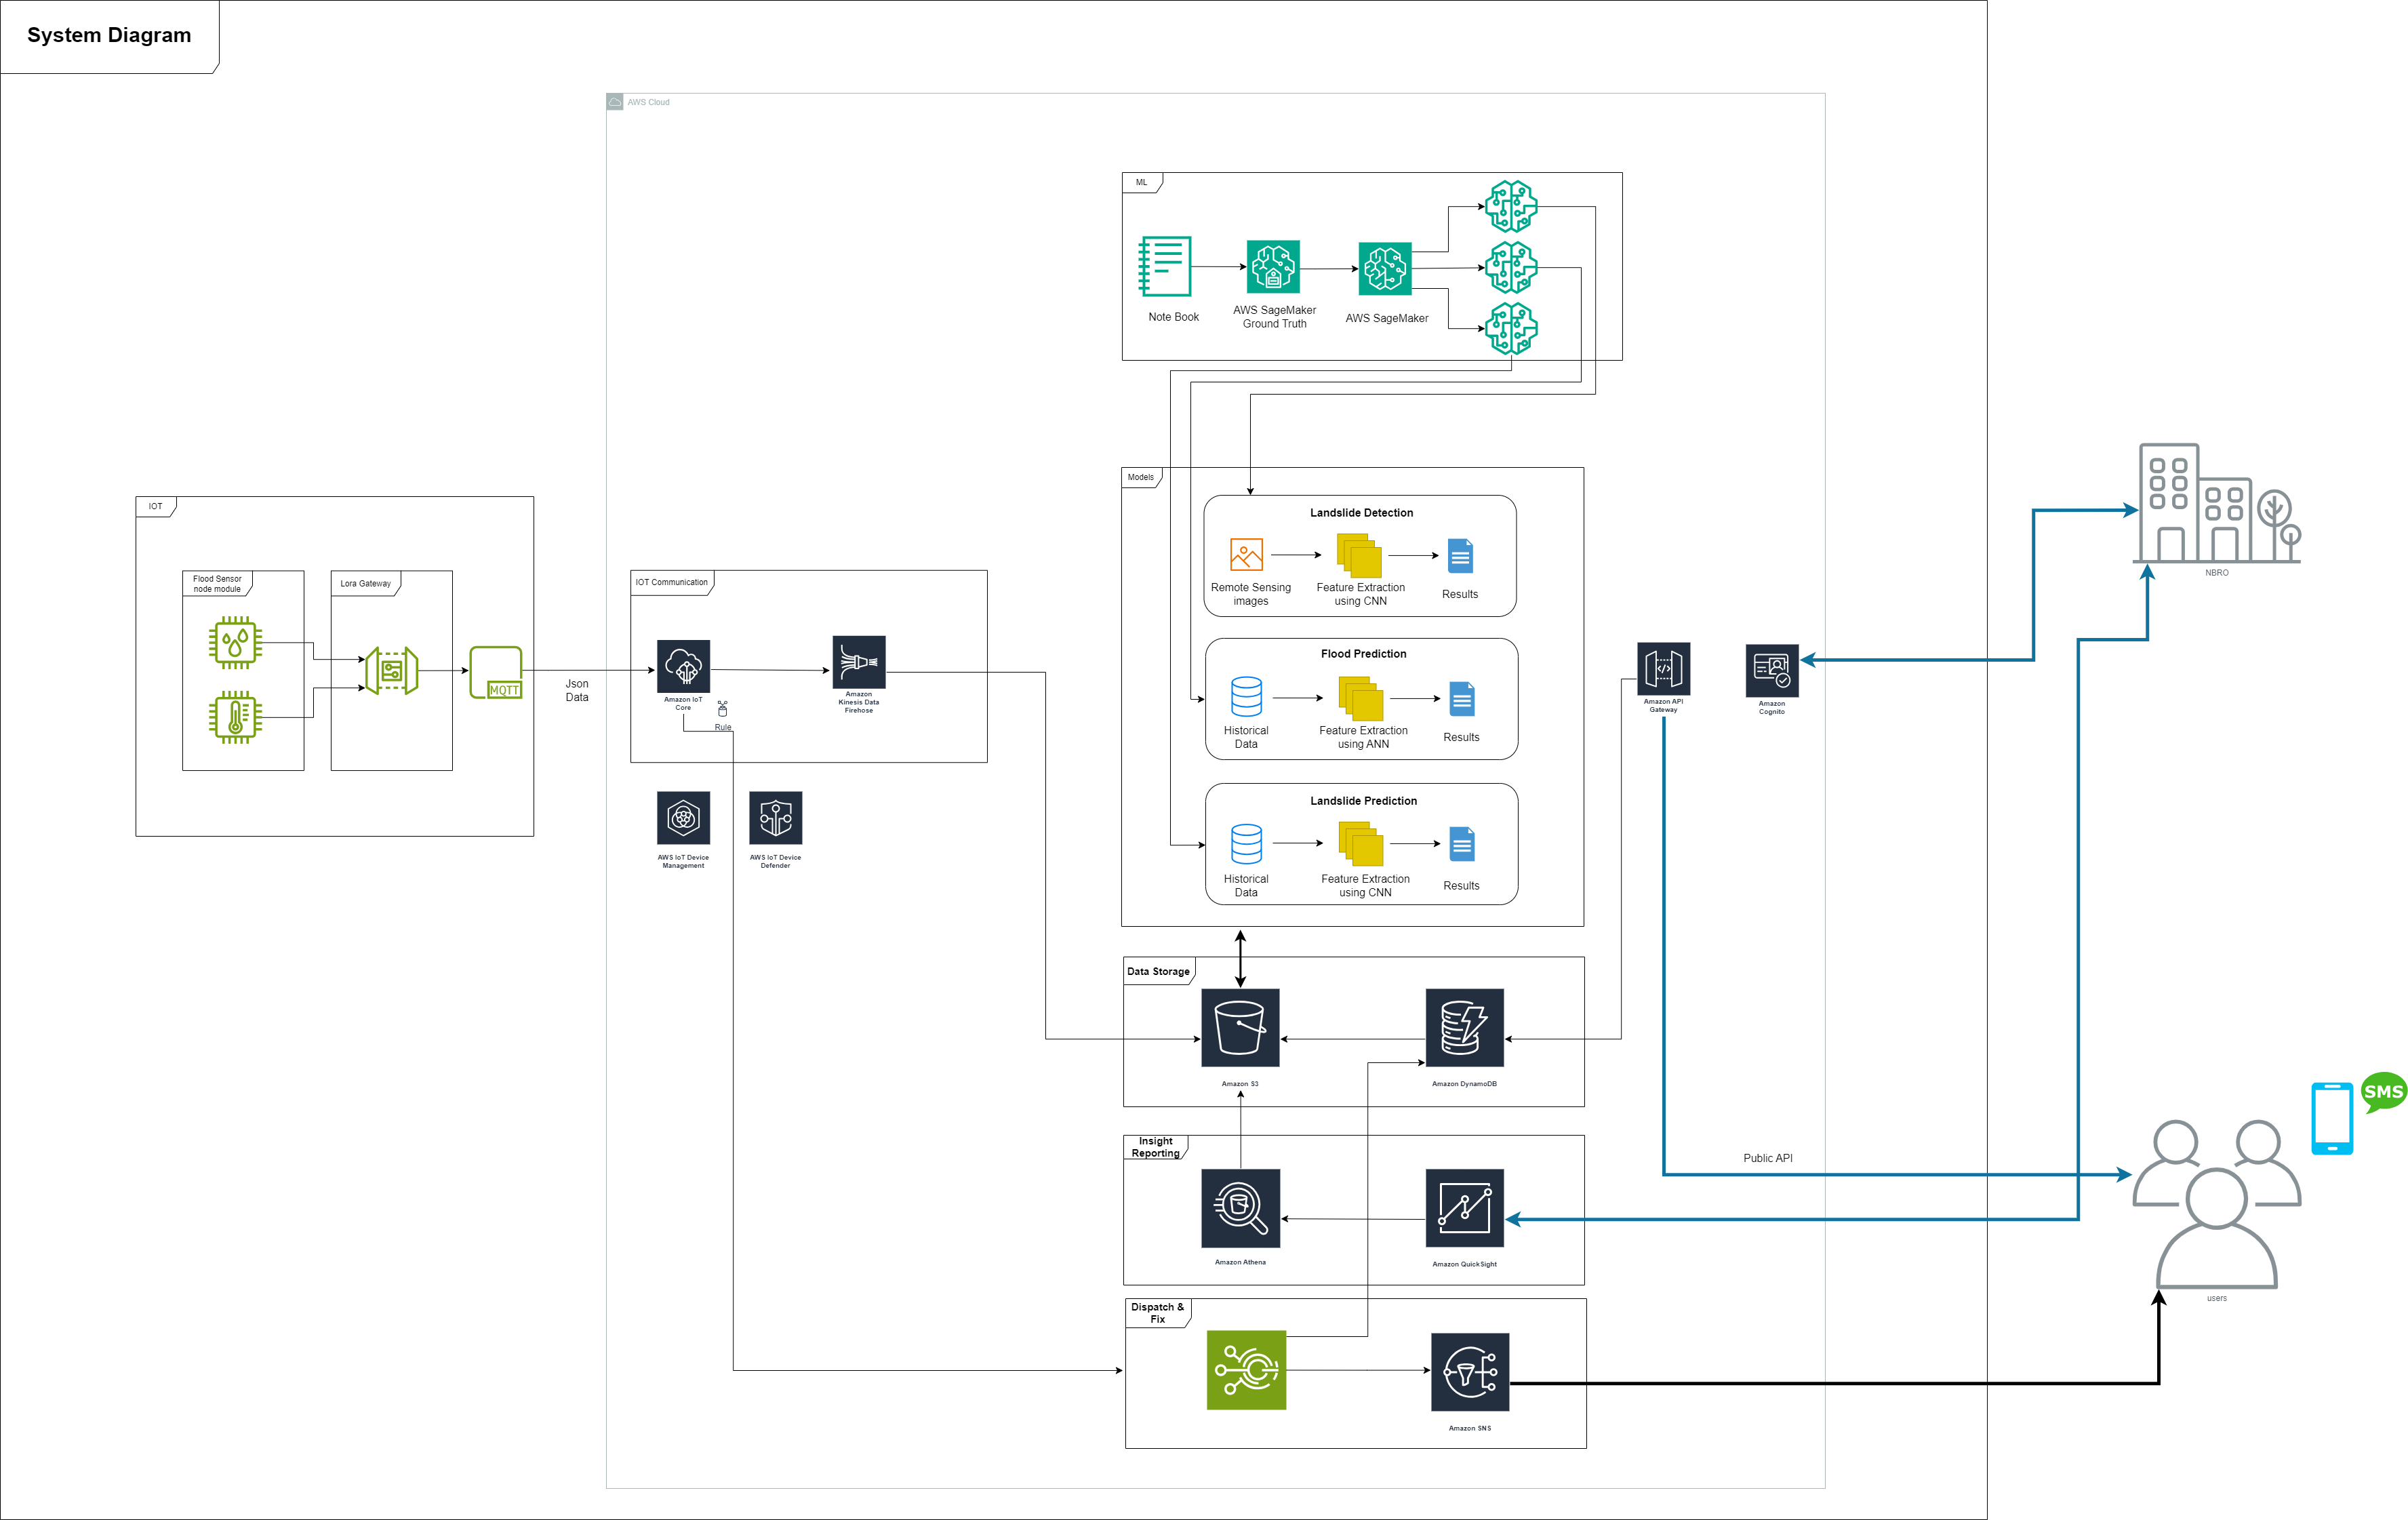 System Diagram
AWS Cloud
ML
Note Book
AWS SageMaker
Ground Truth
AWS SageMaker
Models
Landslide Detection
Remote Sensing
images
Feature Extraction
using CNN
Results
Flood Prediction
Historical
Data
Feature Extraction
using ANN
Results
Landslide Prediction
Historical
Data
Feature Extraction
using CNN
Results
IOT
Flood Sensor
node module
Lora Gateway
MQTT
Json
Data
IOT Communication
Amazon IoT
Core
Rule
Amazon
Kinesis Data
Firehose
AWS IoT Device
Management
AWS IoT Device
Defender
Amazon API
Gateway
Amazon
Cognito
NBRO
Data Storage
Amazon S3
Amazon DynamoDB
Insight
Reporting
Amazon Athena
Amazon QuickSight
Public API
SMS
users
Dispatch &
Fix
Amazon SNS